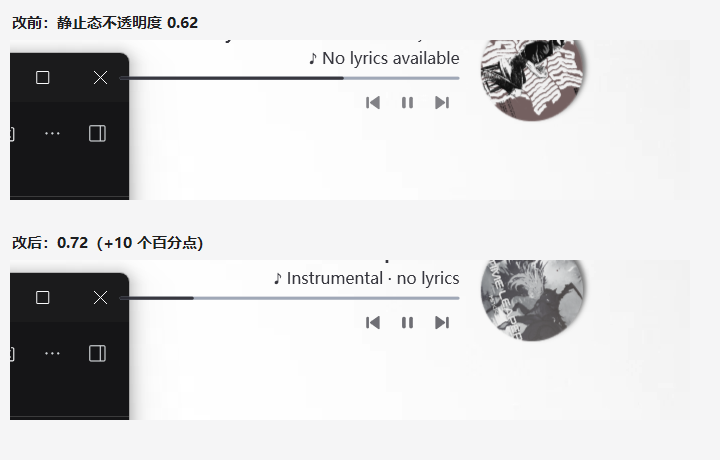 改前：静止态不透明度 0.62
♪ No lyrics available
改后：0.72（+10 个百分点）
♪ Instrumental · no lyrics